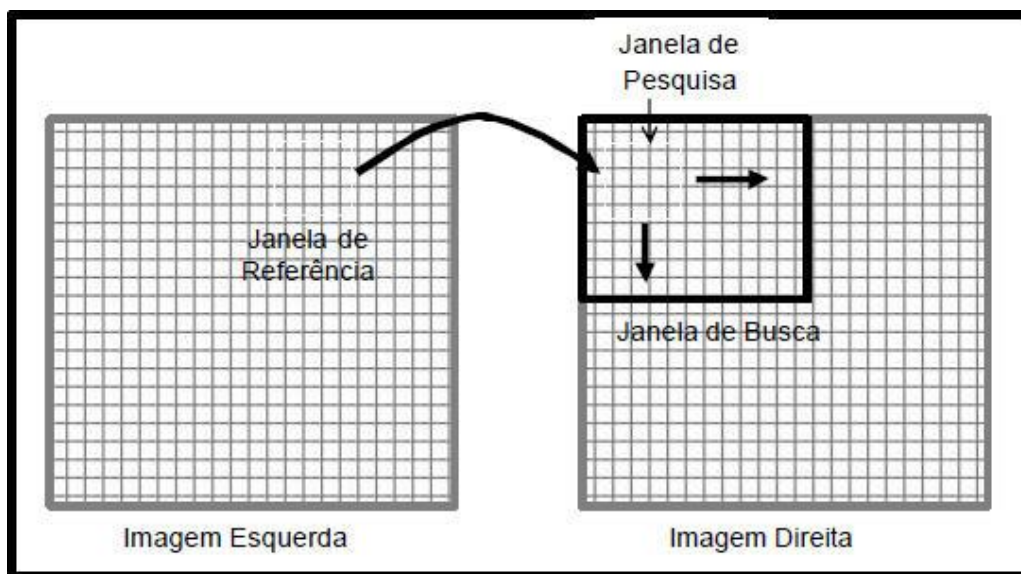 Janela de
Pesquisa
Janela de
Referência
Janela de Busca
Imagem Esquerda
Imagem Direita